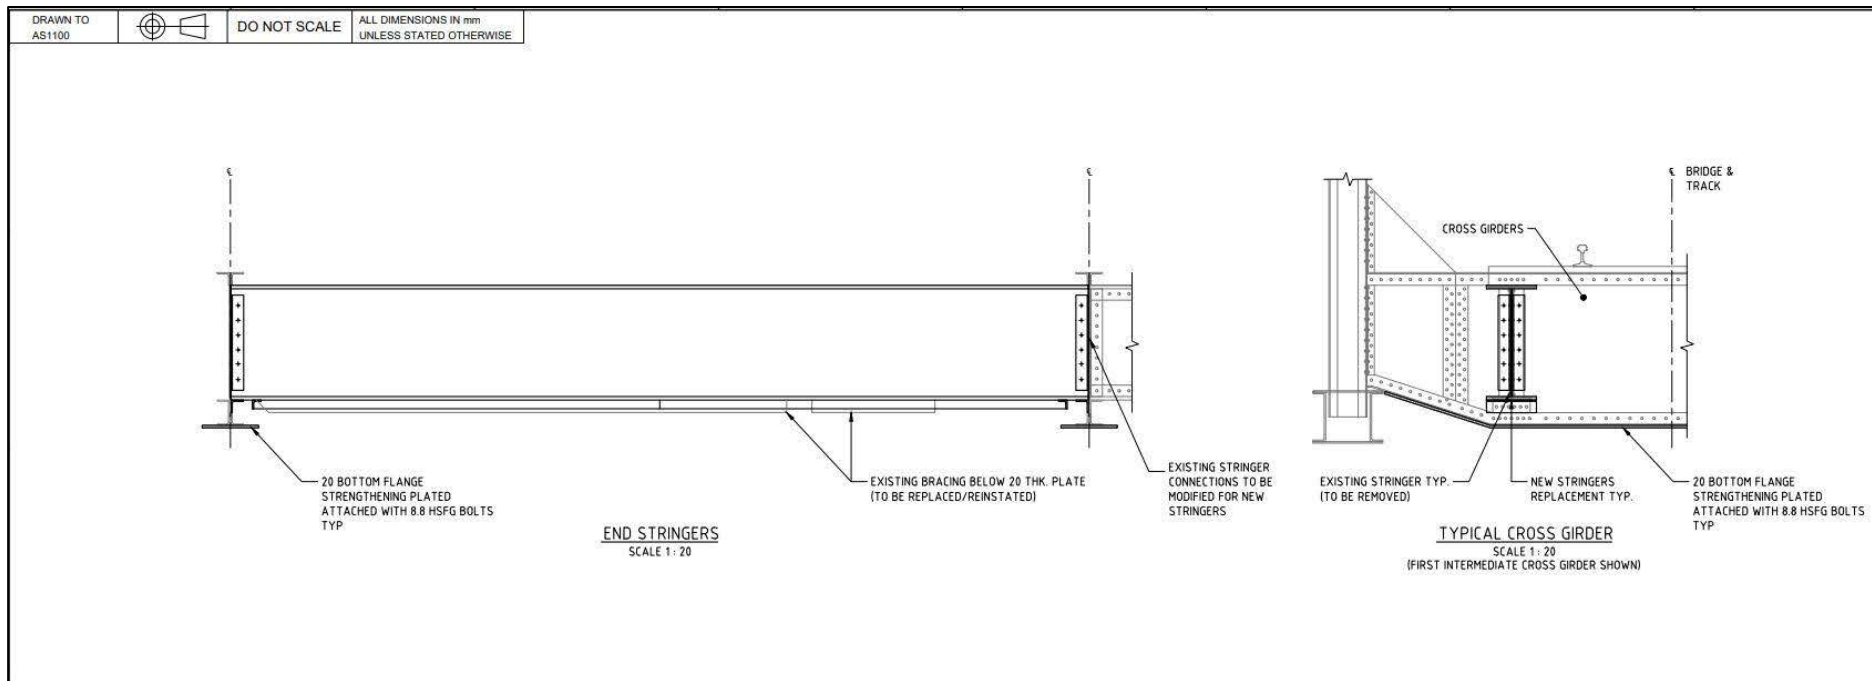 DRAWN TO
AS1100
DO NOT SCALE
ALL DIMENSIONS IN mm
UNLESS STATED OTHERWISE
℄
℄
℄ BRIDGE &
TRACK
CROSS GIRDERS
20 BOTTOM FLANGE
STRENGTHENING PLATED
ATTACHED WITH 8.8 HSFG BOLTS
TYP
EXISTING BRACING BELOW 20 THK. PLATE
(TO BE REPLACED/REINSTATED)
EXISTING STRINGER
CONNECTIONS TO BE
MODIFIED FOR NEW
STRINGERS
END STRINGERS
SCALE 1 : 20
EXISTING STRINGER TYP.
(TO BE REMOVED)
NEW STRINGERS
REPLACEMENT TYP.
20 BOTTOM FLANGE
STRENGTHENING PLATED
ATTACHED WITH 8.8 HSFG BOLTS
TYP
TYPICAL CROSS GIRDER
SCALE 1 : 20
(FIRST INTERMEDIATE CROSS GIRDER SHOWN)